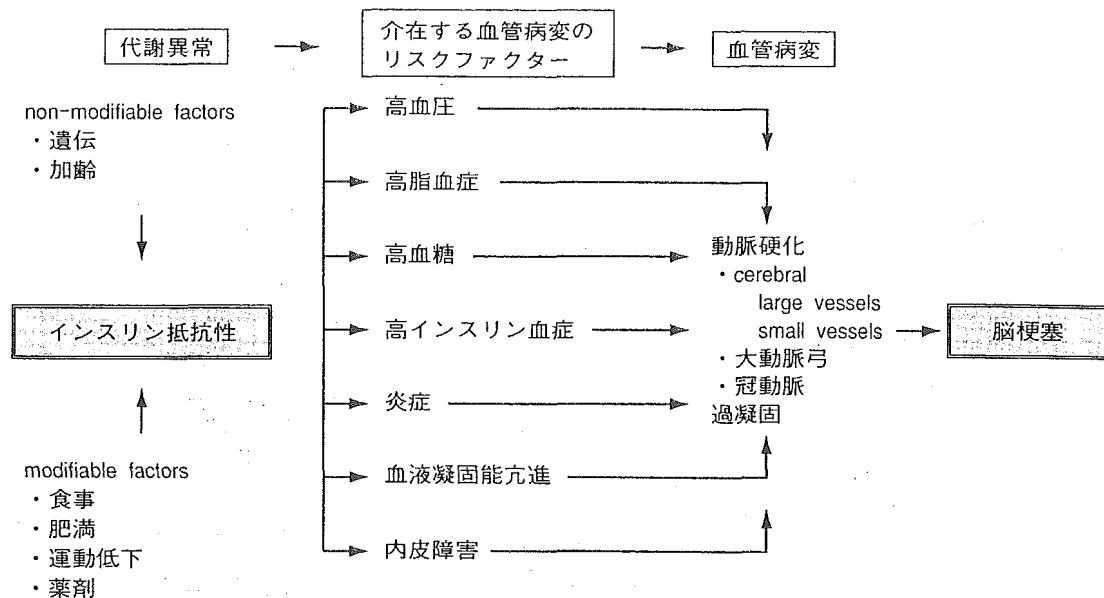 代謝異常
介在する血管病変の
リスクファクター
血管病変
non-modifiable factors
・遺伝
・加齢
インスリン抵抗性
modifiable factors
・食事
・肥満
・運動低下
・薬剤
高血圧
高脂血症
高血糖
高インスリン血症
炎症
血液凝固能亢進
内皮障害
動脈硬化
・cerebral
large vessels
small vessels
・大動脈弓
・冠動脈
過凝固
脳梗塞